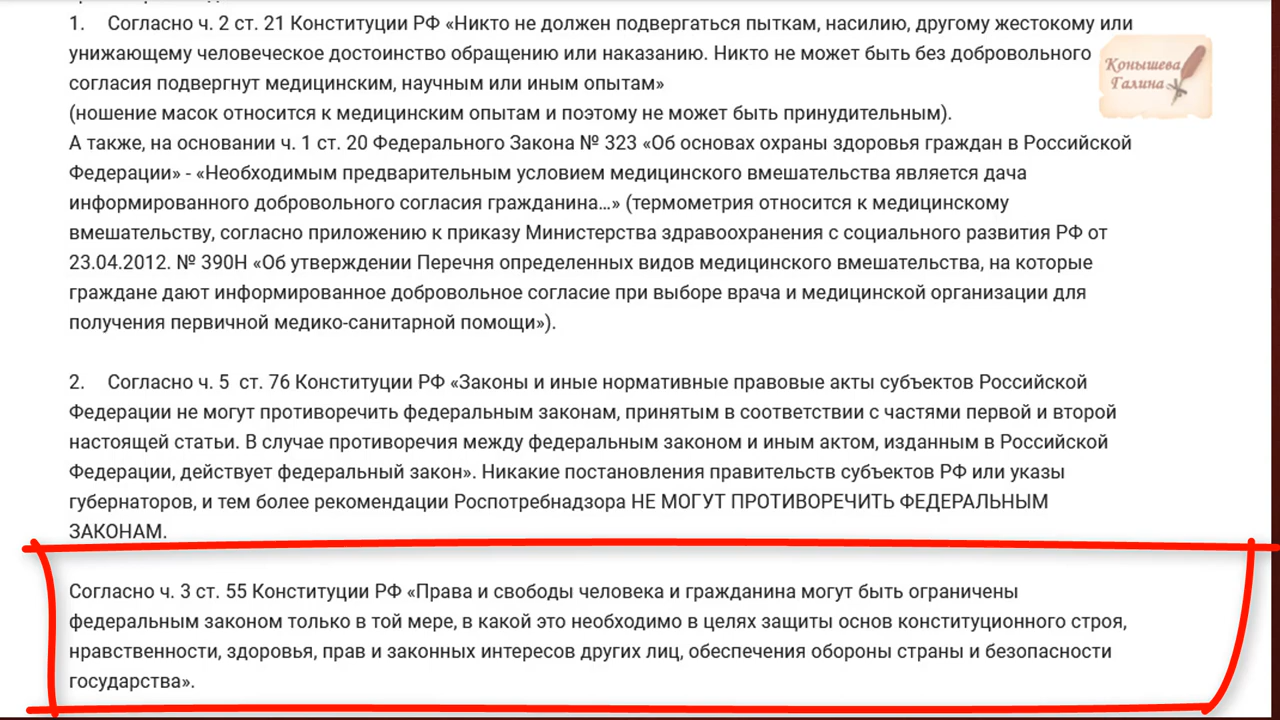 1. Согласно ч. 2 ст. 21 Конституции РФ «Никто не должен подвергаться пыткам, насилию, другому жестокому или
унижающему человеческое достоинство обращению или наказанию. Никто не может быть без добровольного
согласия подвергнут медицинским, научным или иным опытам»
(ношение масок относится к медицинским опытам и поэтому не может быть принудительным).
А также, на основании ч. 1 ст. 20 Федерального Закона № 323 «Об основах охраны здоровья граждан в Российской
Федерации» - «Необходимым предварительным условием медицинского вмешательства является дача
информированного добровольного согласия гражданина…» (термометрия относится к медицинскому
вмешательству, согласно приложению к приказу Министерства здравоохранения с социального развития РФ от
23.04.2012. № 390Н «Об утверждении Перечня определенных видов медицинского вмешательства, на которые
граждане дают информированное добровольное согласие при выборе врача и медицинской организации для
получения первичной медико-санитарной помощи»).
2. Согласно ч. 5 ст. 76 Конституции РФ «Законы и иные нормативные правовые акты субъектов Российской
Федерации не могут противоречить федеральным законам, принятым в соответствии с частями первой и второй
настоящей статьи. В случае противоречия между федеральным законом и иным актом, изданным в Российской
Федерации, действует федеральный закон». Никакие постановления правительств субъектов РФ или указы
губернаторов, и тем более рекомендации Роспотребнадзора НЕ МОГУТ ПРОТИВОРЕЧИТЬ ФЕДЕРАЛЬНЫМ
ЗАКОНАМ.
Согласно ч. 3 ст. 55 Конституции РФ «Права и свободы человека и гражданина могут быть ограничены
федеральным законом только в той мере, в какой это необходимо в целях защиты основ конституционного строя,
нравственности, здоровья, прав и законных интересов других лиц, обеспечения обороны страны и безопасности
государства».
Конышева
Галина